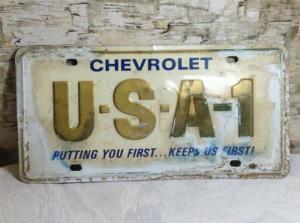 CHEVROLET
U-S-A-1
PUTTING YOU FIRST...KEEPS US FIRST!